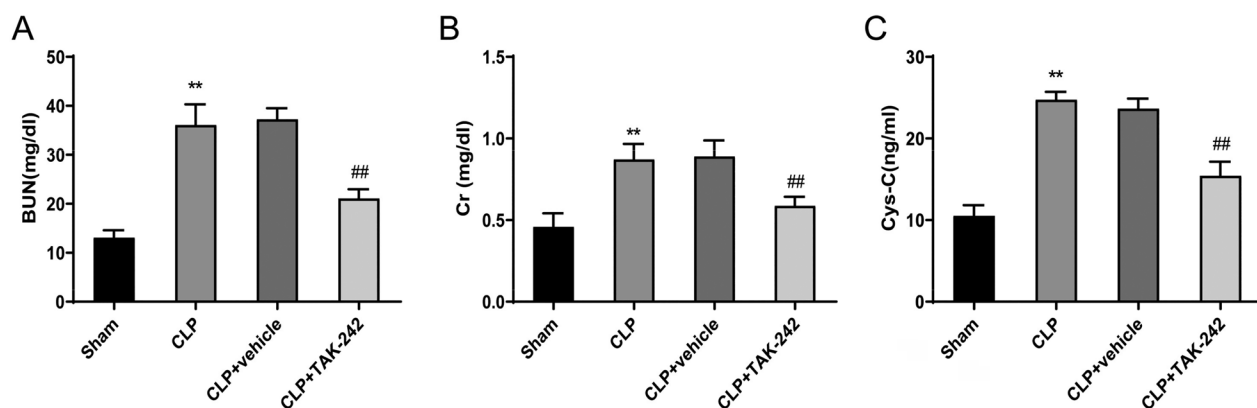 A
BUN(mg/dl)
50
40
30
20
10
0
**
##
Sham
CLP
CLP+vehicle
CLP+TAK-242
B
Cr (mg/dl)
1.5
1.0
0.5
0.0
**
##
Sham
CLP
CLP+vehicle
CLP+TAK-242
C
Cys-C(ng/ml)
30
20
10
0
**
##
Sham
CLP
CLP+vehicle
CLP+TAK-242